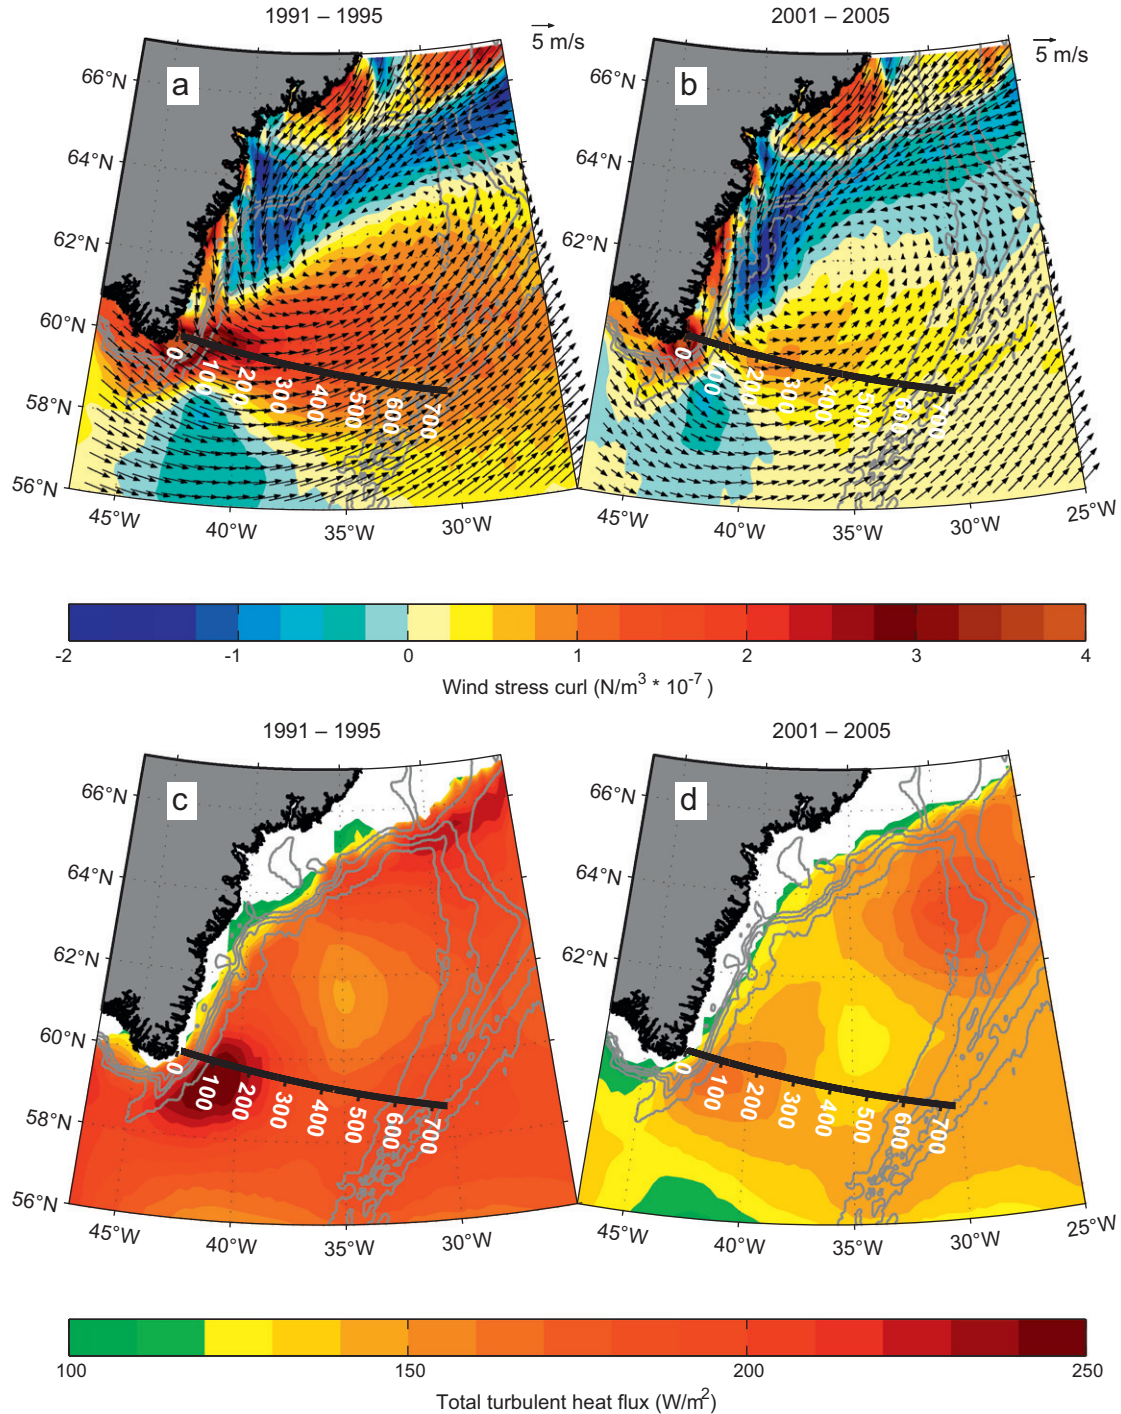 1991 – 1995
2001 – 2005
5 m/s
5 m/s
a
b
66°N
64°N
62°N
60°N
58°N
56°N
66°N
64°N
62°N
60°N
58°N
56°N
0
100
200
300
400
500
600
700
0
100
200
300
400
500
600
700
45°W
40°W
35°W
30°W
45°W
40°W
35°W
30°W
25°W
-2
-1
0
1
2
3
4
Wind stress curl (N/m³ * 10⁻⁷ )
1991 – 1995
2001 – 2005
c
d
66°N
64°N
62°N
60°N
58°N
56°N
66°N
64°N
62°N
60°N
58°N
56°N
0
100
200
300
400
500
600
700
0
100
200
300
400
500
600
700
45°W
40°W
35°W
30°W
45°W
40°W
35°W
30°W
25°W
100
150
200
250
Total turbulent heat flux (W/m²)